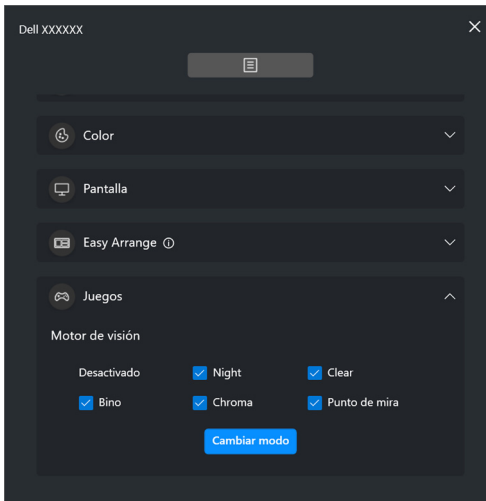 Dell XXXXXX
Color
Pantalla
Easy Arrange
Juegos
Motor de visión
Desactivado Night Clear
Bino Chroma Punto de mira
Cambiar modo